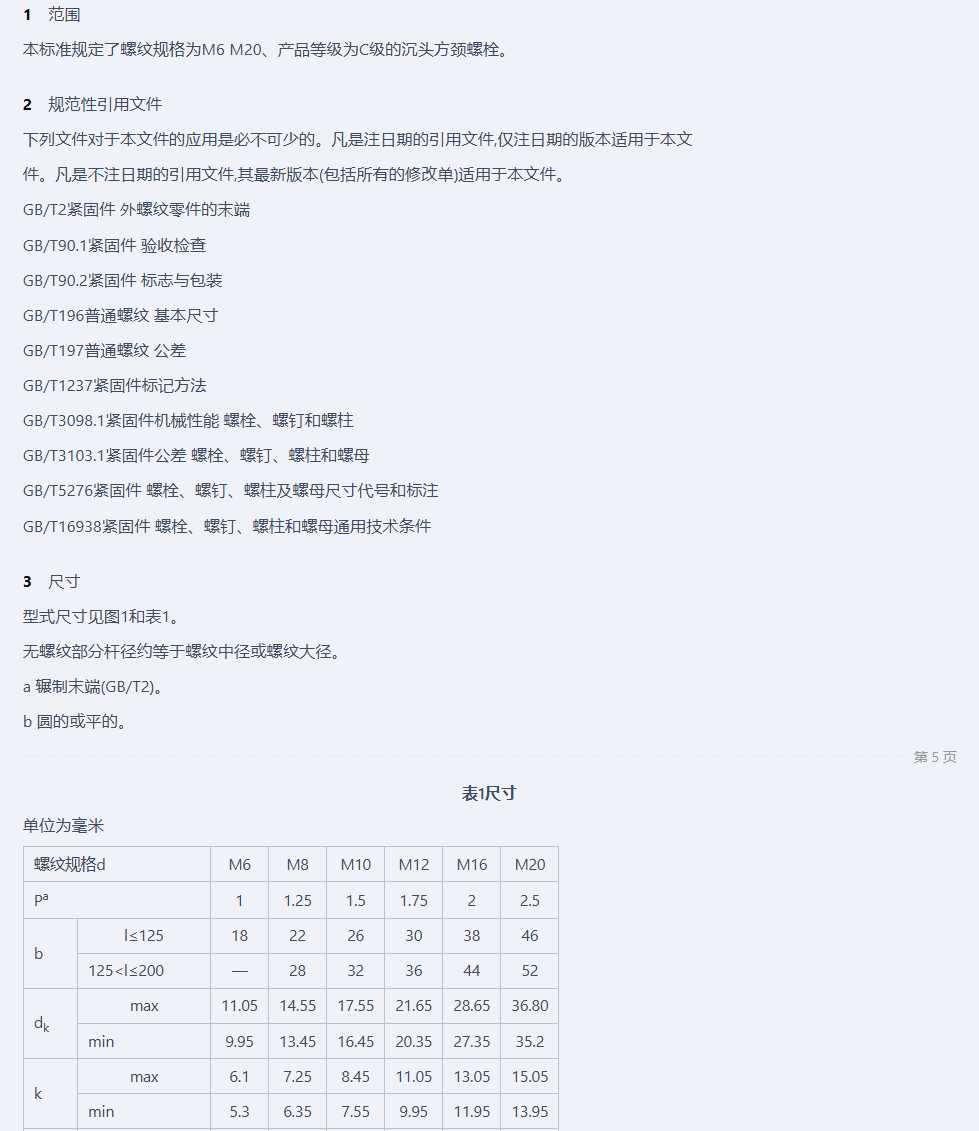 1 范围
本标准规定了螺纹规格为M6 M20、产品等级为C级的沉头方颈螺栓。
2 规范性引用文件
下列文件对于本文件的应用是必不可少的。凡是注日期的引用文件,仅注日期的版本适用于本文
件。凡是不注日期的引用文件,其最新版本(包括所有的修改单)适用于本文件。
GB/T2紧固件 外螺纹零件的末端
GB/T90.1紧固件 验收检查
GB/T90.2紧固件 标志与包装
GB/T196普通螺纹 基本尺寸
GB/T197普通螺纹 公差
GB/T1237紧固件标记方法
GB/T3098.1紧固件机械性能 螺栓、螺钉和螺柱
GB/T3103.1紧固件公差 螺栓、螺钉、螺柱和螺母
GB/T5276紧固件 螺栓、螺钉、螺柱及螺母尺寸代号和标注
GB/T16938紧固件 螺栓、螺钉、螺柱和螺母通用技术条件
3 尺寸
型式尺寸见图1和表1。
无螺纹部分杆径约等于螺纹中径或螺纹大径。
a 辗制末端(GB/T2)。
b 圆的或平的。
第 5 页
表1尺寸
单位为毫米
螺纹规格d M6 M8 M10 M12 M16 M20
Pᵃ 1 1.25 1.5 1.75 2 2.5
b l≤125 18 22 26 30 38 46
125<l≤200 — 28 32 36 44 52
dₖ max 11.05 14.55 17.55 21.65 28.65 36.80
min 9.95 13.45 16.45 20.35 27.35 35.2
k max 6.1 7.25 8.45 11.05 13.05 15.05
min 5.3 6.35 7.55 9.95 11.95 13.95